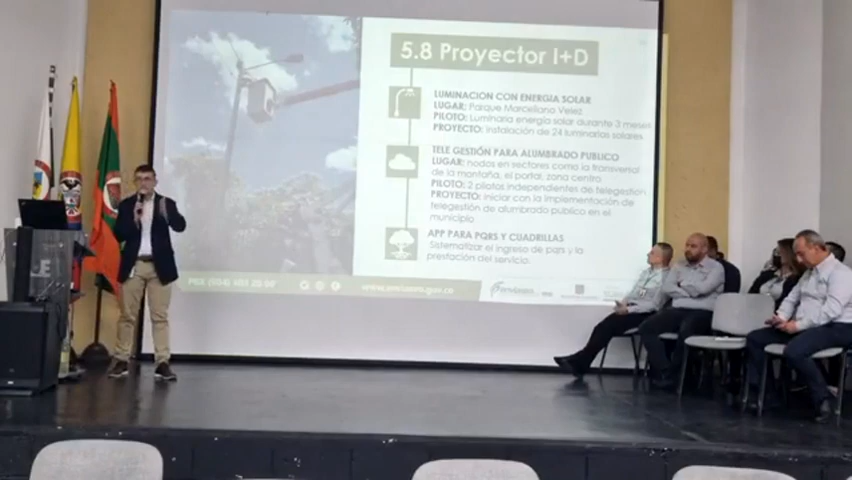 5.8 Proyector I+D
LUMINACION CON ENERGIA SOLAR
LUGAR: Parque Marceliano Velez
PILOTO: Luminaria energía solar durante 3 meses
PROYECTO: Instalación de 24 luminarias solares
TELE GESTIÓN PARA ALUMBRADO PUBLICO
LUGAR: nodos en sectores como la transversal
de la montaña, el portal, zona centro
PILOTO: 2 pilotos independientes de telegestion
PROYECTO: iniciar con la implementación de
telegestión de alumbrado público en el
municipio
APP PARA PQRS Y CUADRILLAS
Sistematizar el ingreso de pqrs y la
prestación del servicio.